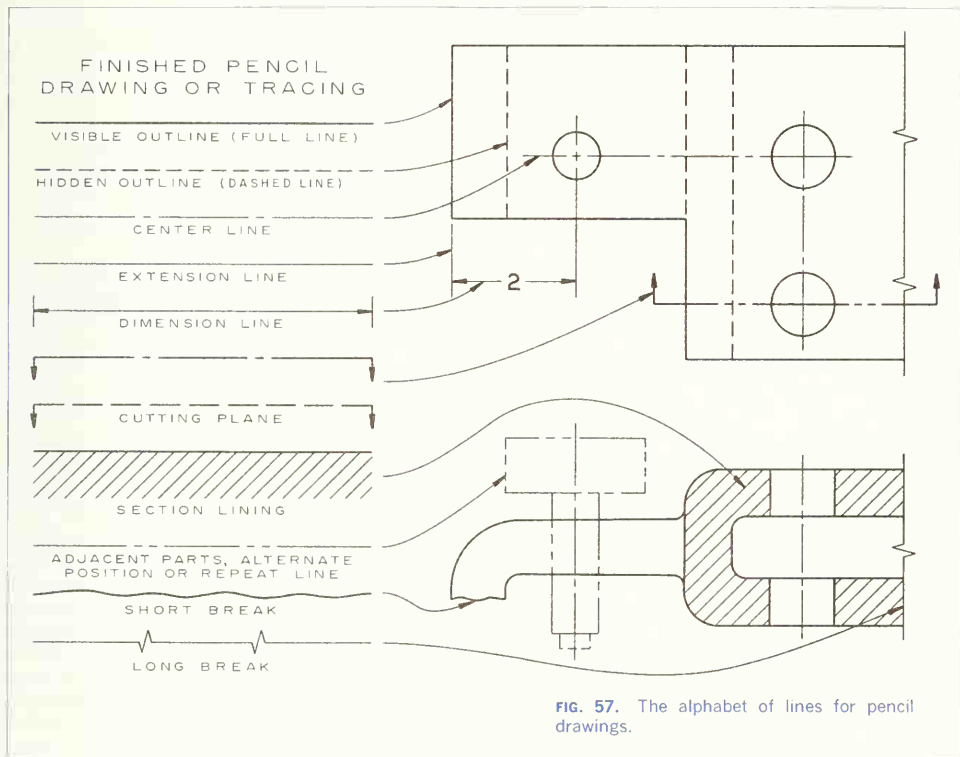 FINISHED PENCIL
DRAWING OR TRACING
VISIBLE OUTLINE (FULL LINE)
HIDDEN OUTLINE (DASHED LINE)
CENTER LINE
EXTENSION LINE
DIMENSION LINE
CUTTING PLANE
SECTION LINING
ADJACENT PARTS, ALTERNATE
POSITION OR REPEAT LINE
SHORT BREAK
LONG BREAK
2
FIG. 57. The alphabet of lines for pencil
drawings.